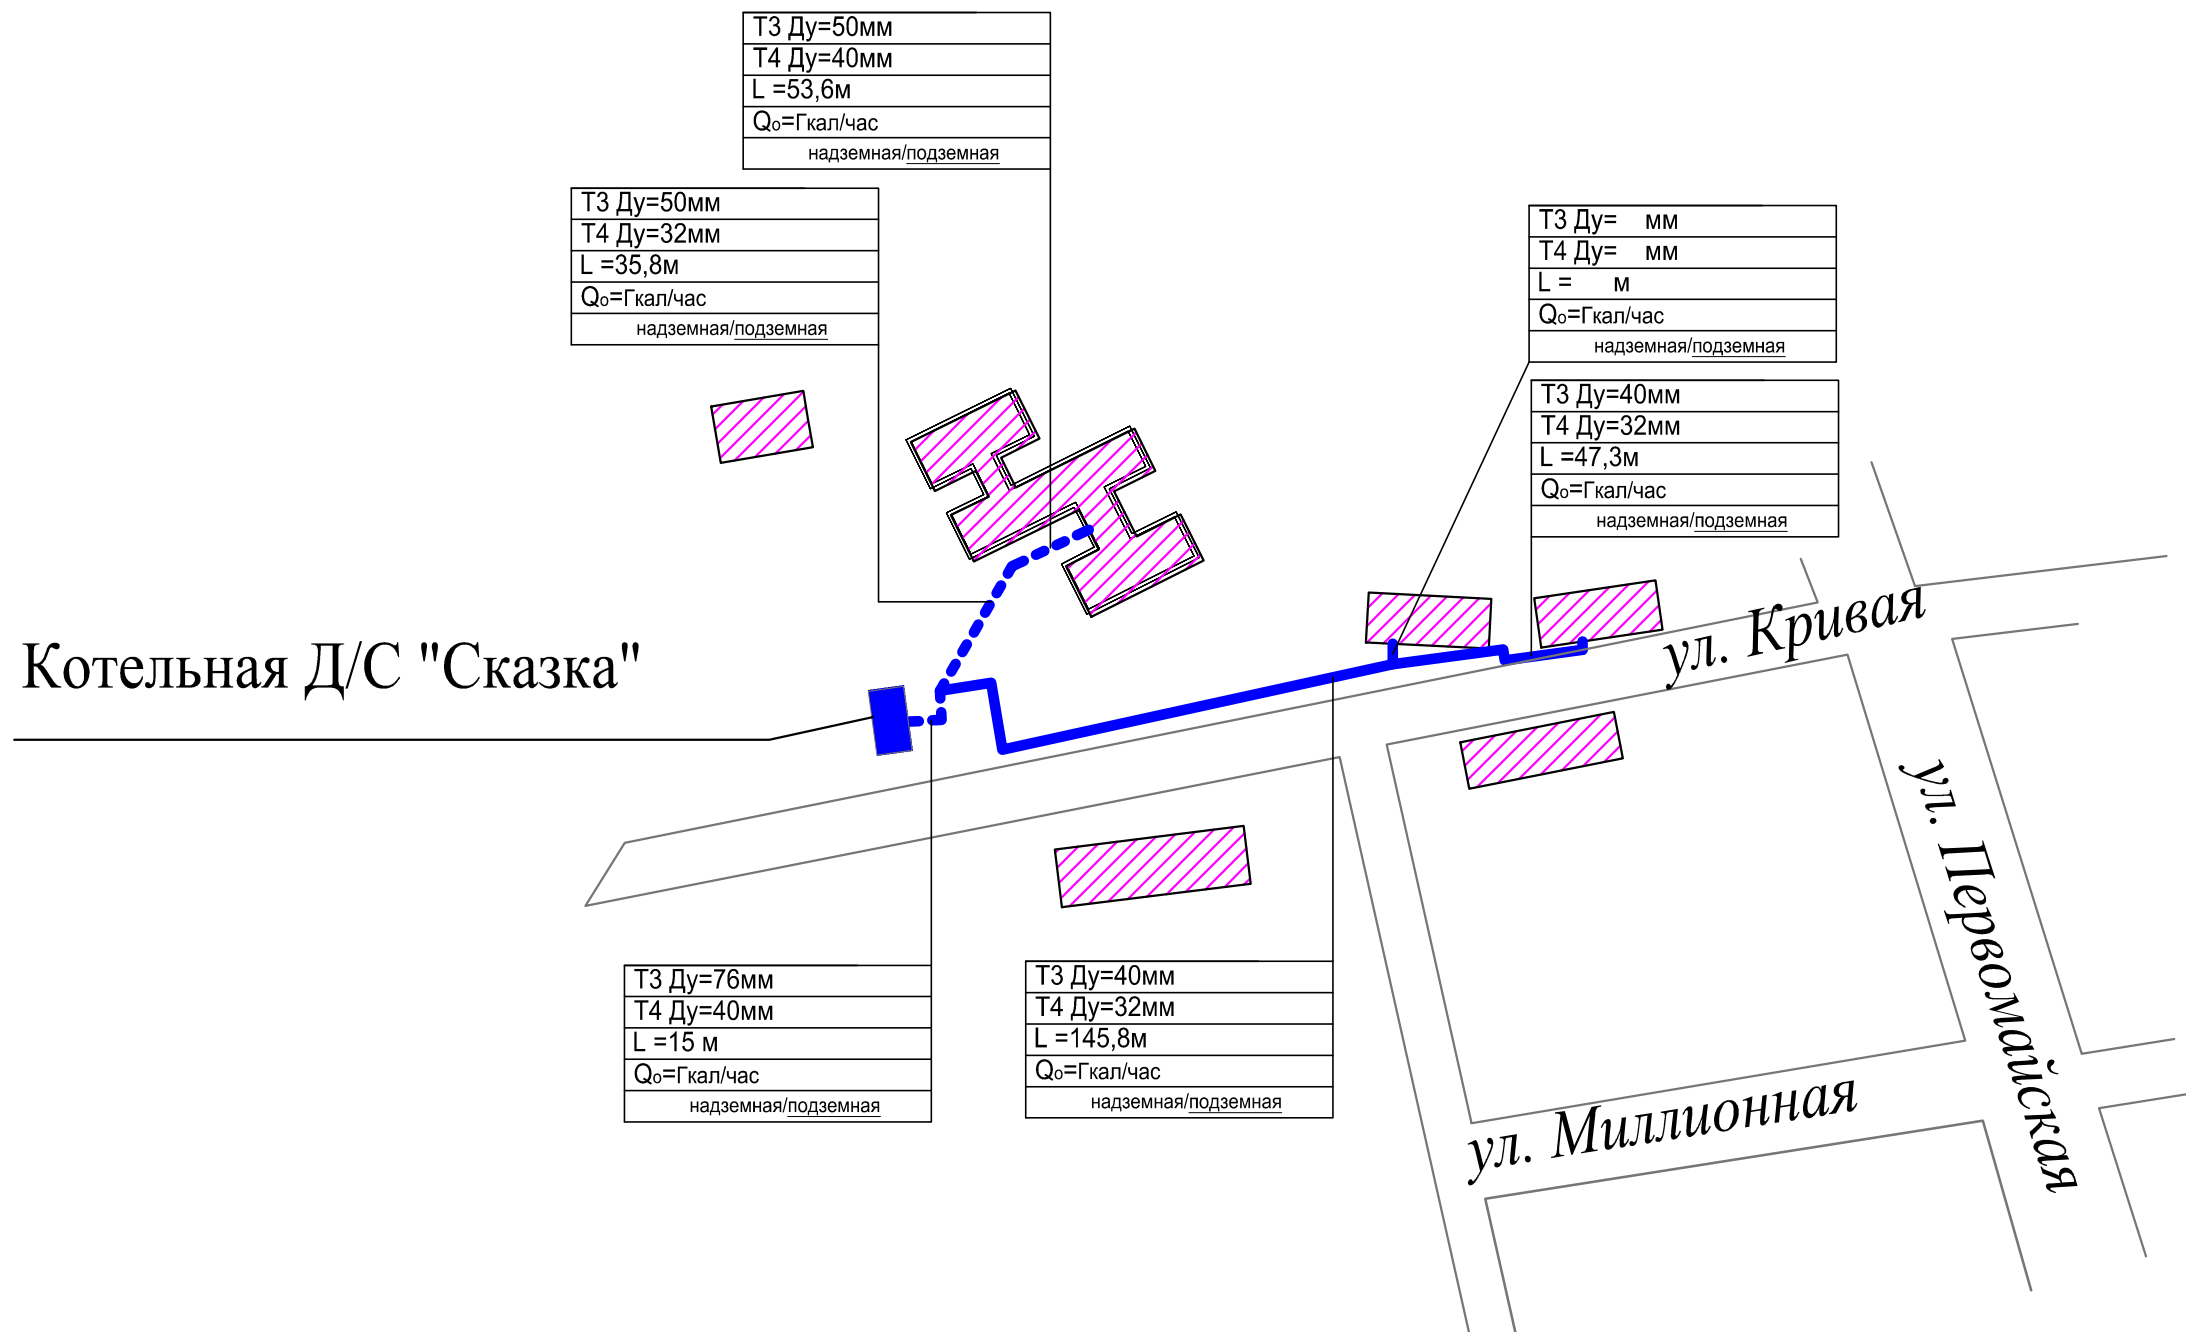 Т3 Ду=50мм
Т4 Ду=40мм
L =53,6м
Qо=Гкал/час
надземная/подземная
Т3 Ду=50мм
Т4 Ду=32мм
L =35,8м
Qо=Гкал/час
надземная/подземная
Т3 Ду= мм
Т4 Ду= мм
L = м
Qо=Гкал/час
надземная/подземная
Т3 Ду=40мм
Т4 Ду=32мм
L =47,3м
Qо=Гкал/час
надземная/подземная
Котельная Д/С "Сказка"
ул. Кривая
ул. Первомайская
ул. Миллионная
Т3 Ду=76мм
Т4 Ду=40мм
L =15 м
Qо=Гкал/час
надземная/подземная
Т3 Ду=40мм
Т4 Ду=32мм
L =145,8м
Qо=Гкал/час
надземная/подземная